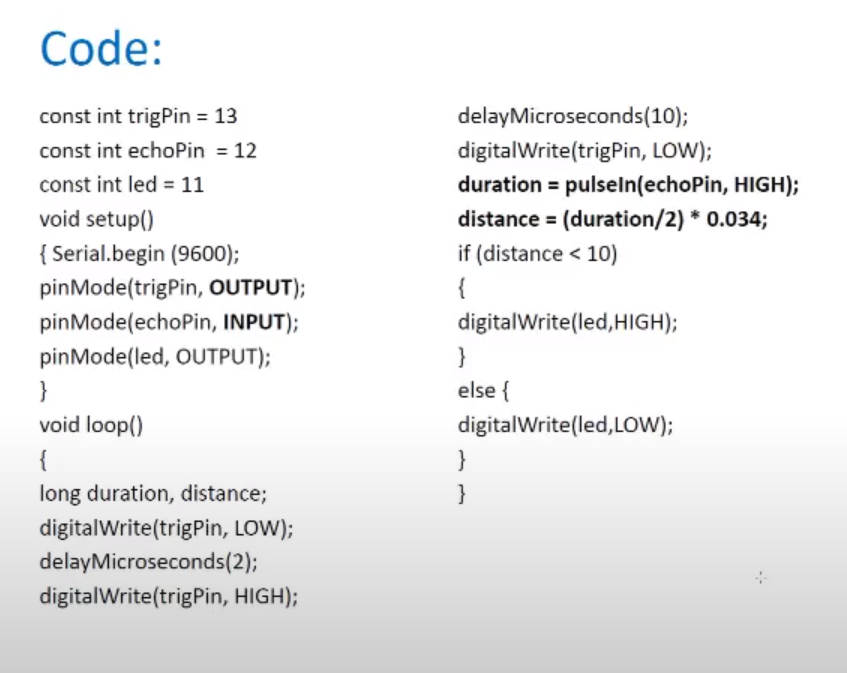 Code:
const int trigPin = 13
const int echoPin  = 12
const int led = 11
void setup()
{ Serial.begin (9600);
pinMode(trigPin, OUTPUT);
pinMode(echoPin, INPUT);
pinMode(led, OUTPUT);
}
void loop()
{
long duration, distance;
digitalWrite(trigPin, LOW);
delayMicroseconds(2);
digitalWrite(trigPin, HIGH);
delayMicroseconds(10);
digitalWrite(trigPin, LOW);
duration = pulseIn(echoPin, HIGH);
distance = (duration/2) * 0.034;
if (distance < 10)
{
digitalWrite(led,HIGH);
}
else {
digitalWrite(led,LOW);
}
}